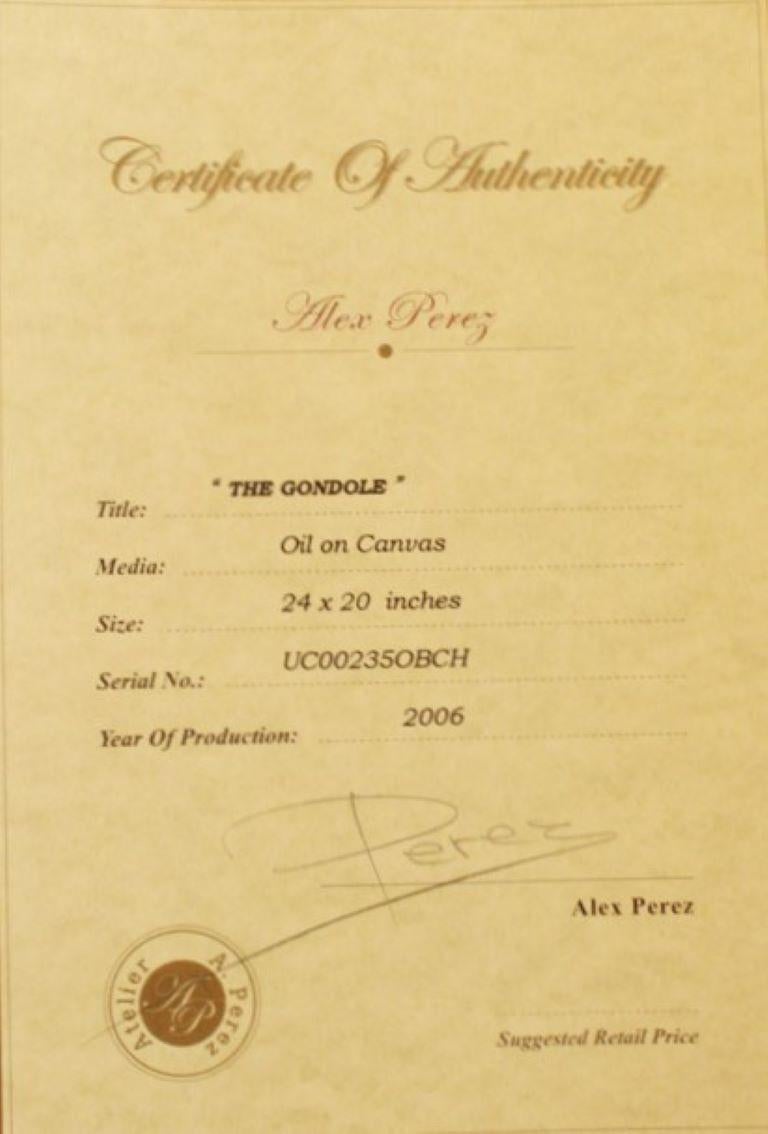 Certificate Of Authenticity
Alex Perez
" THE GONDOLE "
Title:
Oil on Canvas
Media:
24 x 20 inches
Size:
UC00235OBCH
Serial No.:
2006
Year Of Production:
Perez
Alex Perez
Atelier A. Perez
AP
Suggested Retail Price